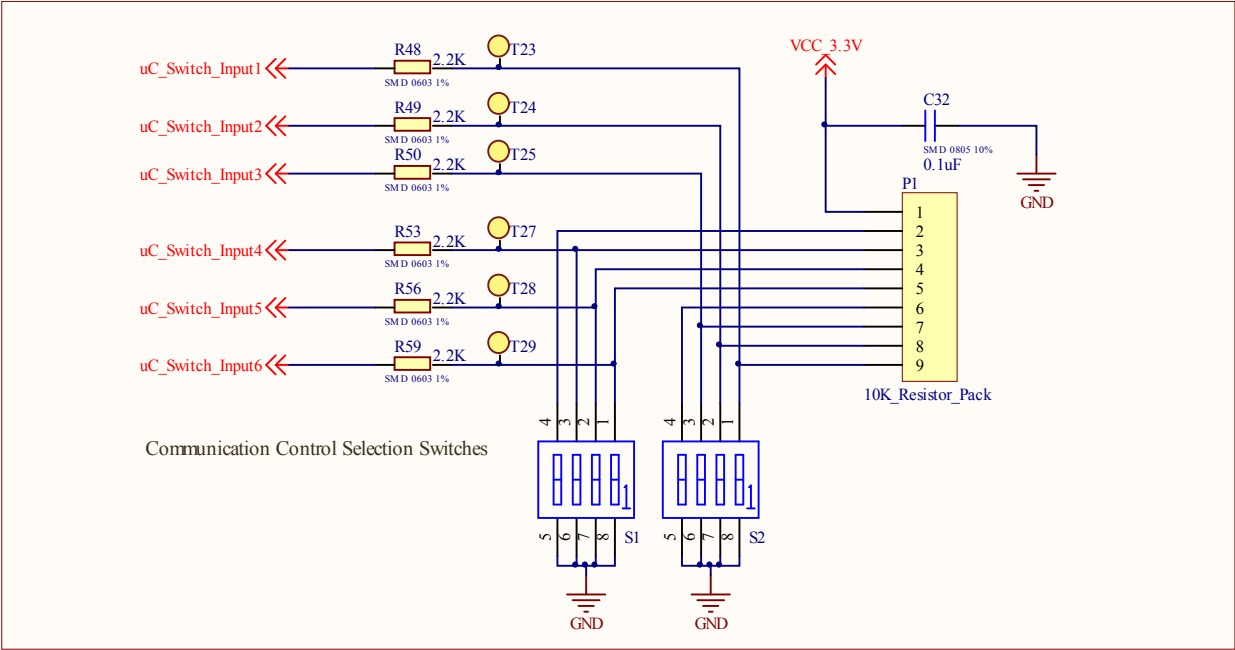 R48
2.2K
T23
uC_Switch_Input1
SMD 0603 1%
VCC_3.3V
R49
2.2K
T24
uC_Switch_Input2
SMD 0603 1%
C32
SMD 0805 10%
0.1uF
GND
R50
2.2K
T25
uC_Switch_Input3
SMD 0603 1%
P1
1
2
3
4
5
6
7
8
9
10K_Resistor_Pack
R53
2.2K
T27
uC_Switch_Input4
SMD 0603 1%
R56
2.2K
T28
uC_Switch_Input5
SMD 0603 1%
R59
2.2K
T29
uC_Switch_Input6
SMD 0603 1%
Communication Control Selection Switches
4 3 2 1
1
5 6 7 8
S1
GND
4 3 2 1
1
5 6 7 8
S2
GND